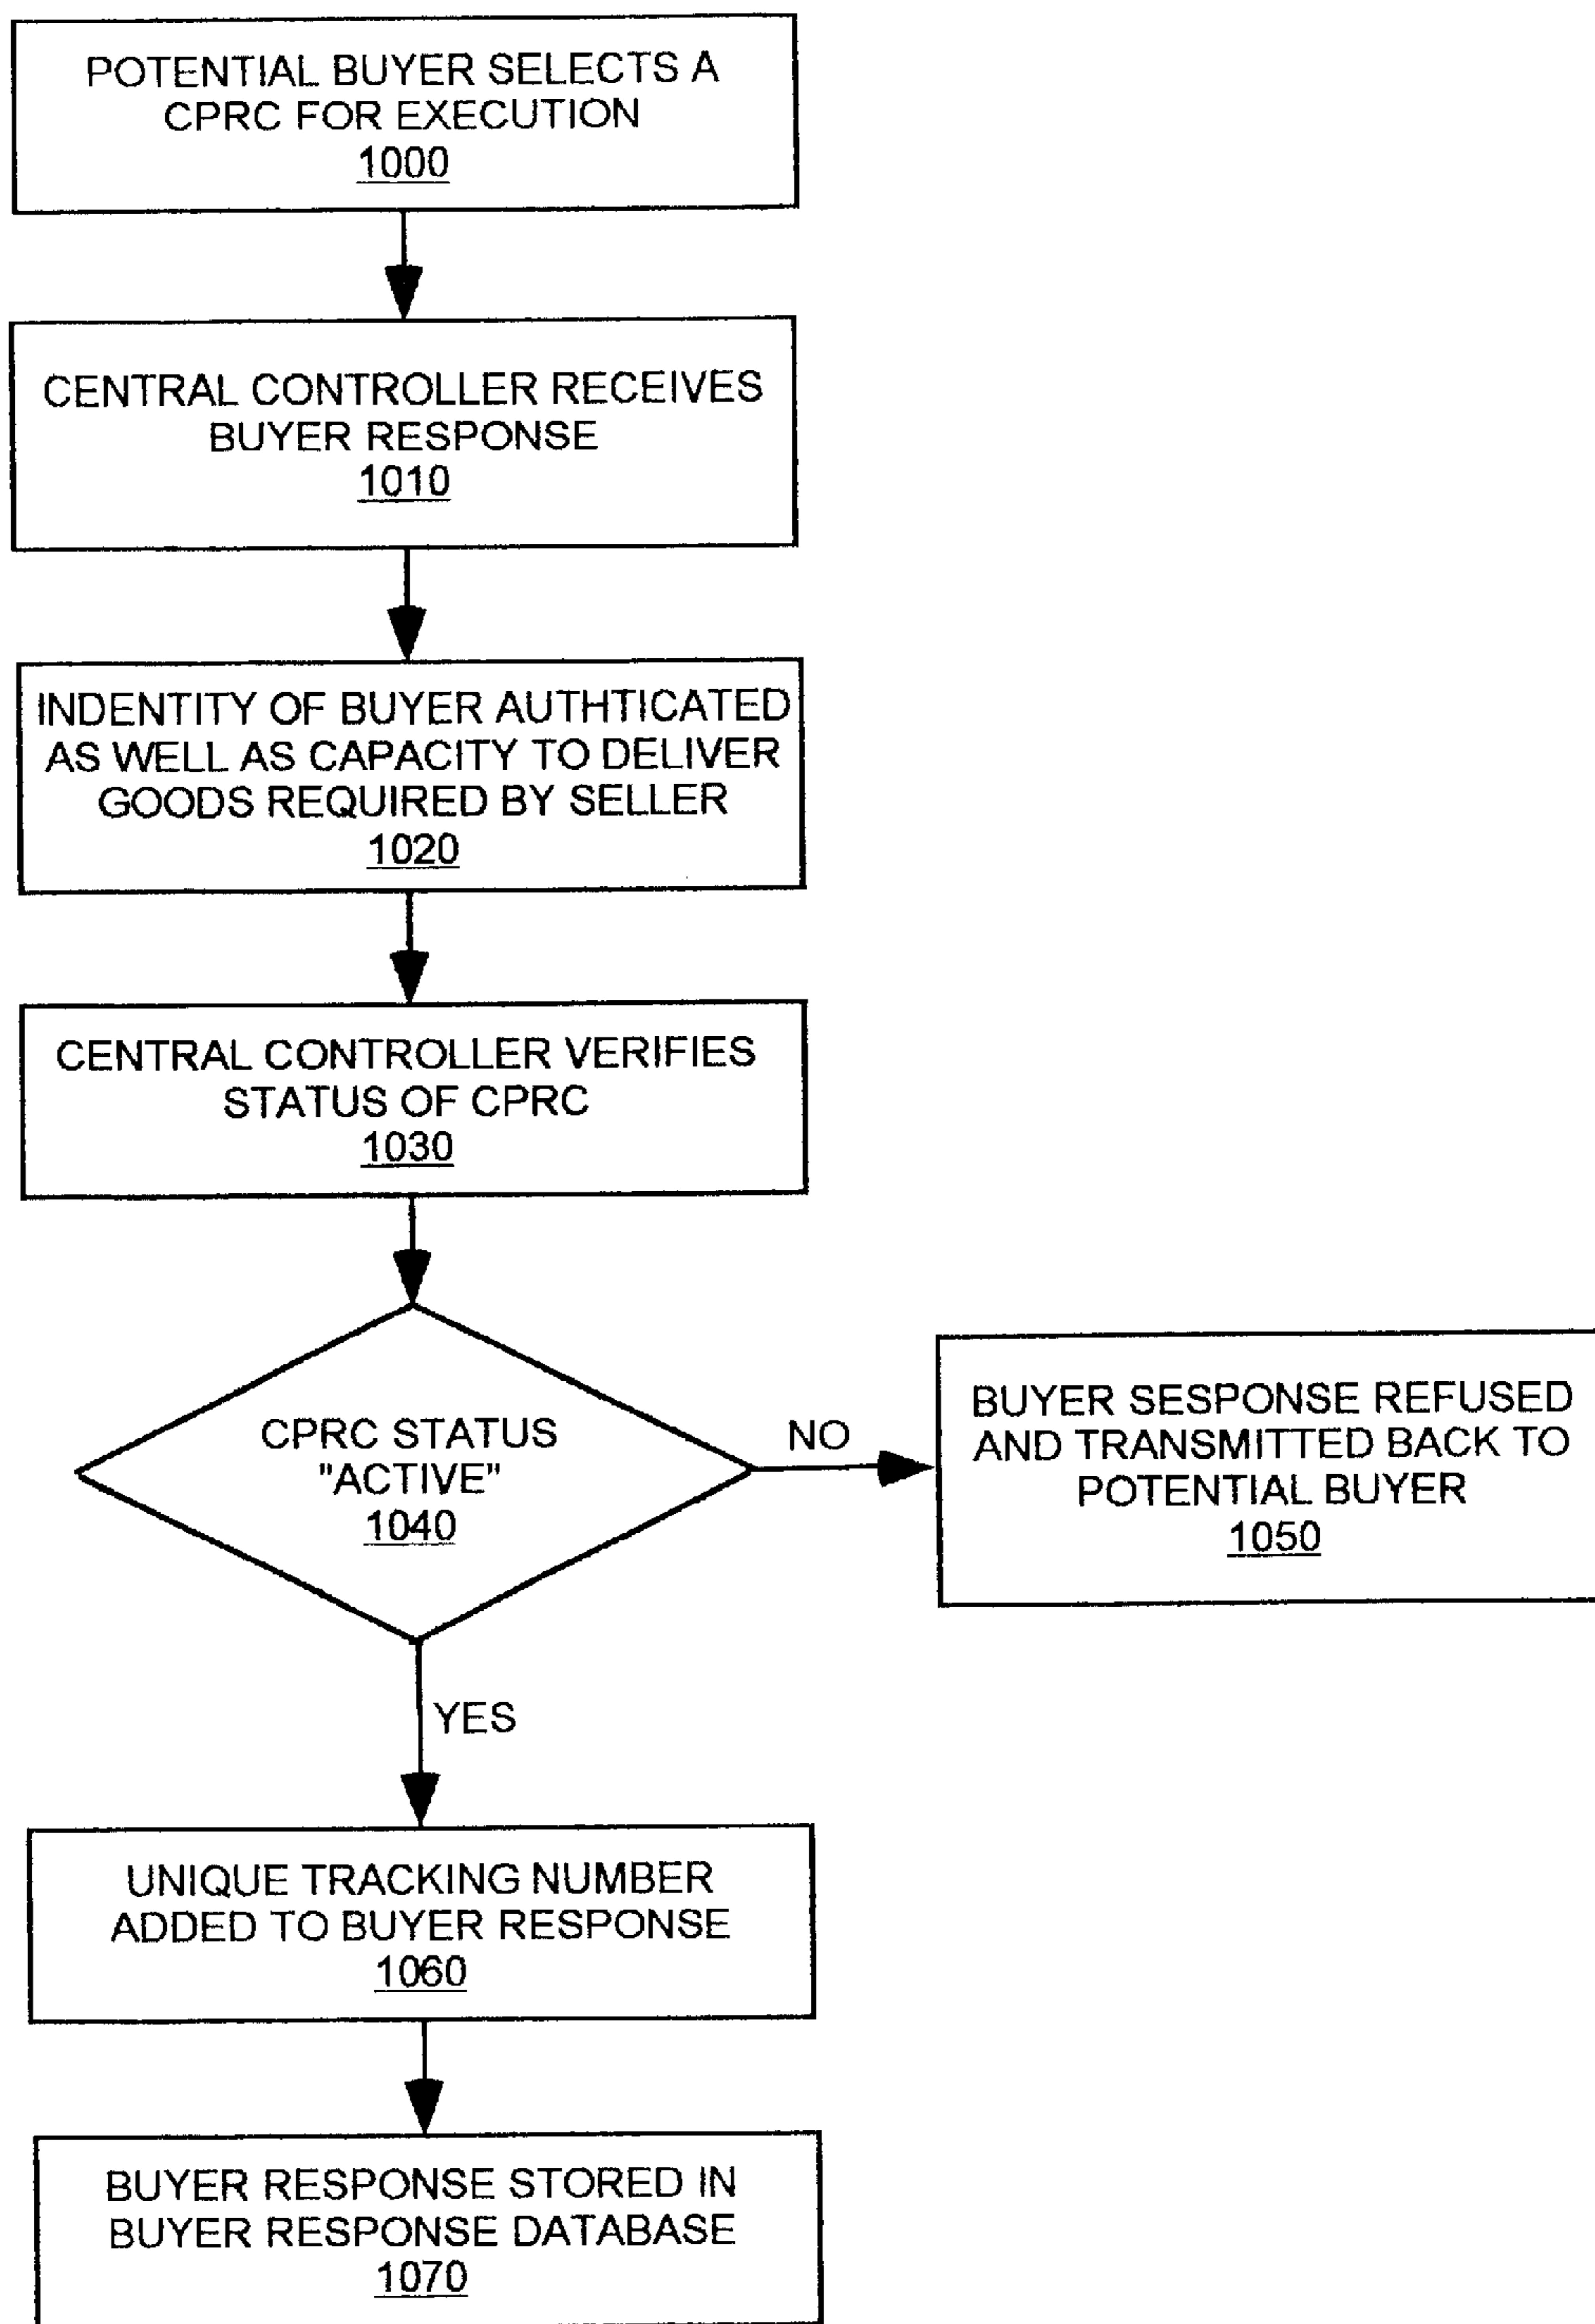 POTENTIAL BUYER SELECTS A
CPRC FOR EXECUTION
1000
CENTRAL CONTROLLER RECEIVES
BUYER RESPONSE
1010
INDENTITY OF BUYER AUTHTICATED
AS WELL AS CAPACITY TO DELIVER
GOODS REQUIRED BY SELLER
1020
CENTRAL CONTROLLER VERIFIES
STATUS OF CPRC
1030
CPRC STATUS
"ACTIVE"
1040
NO
BUYER SESPONSE REFUSED
AND TRANSMITTED BACK TO
POTENTIAL BUYER
1050
YES
UNIQUE TRACKING NUMBER
ADDED TO BUYER RESPONSE
1060
BUYER RESPONSE STORED IN
BUYER RESPONSE DATABASE
1070